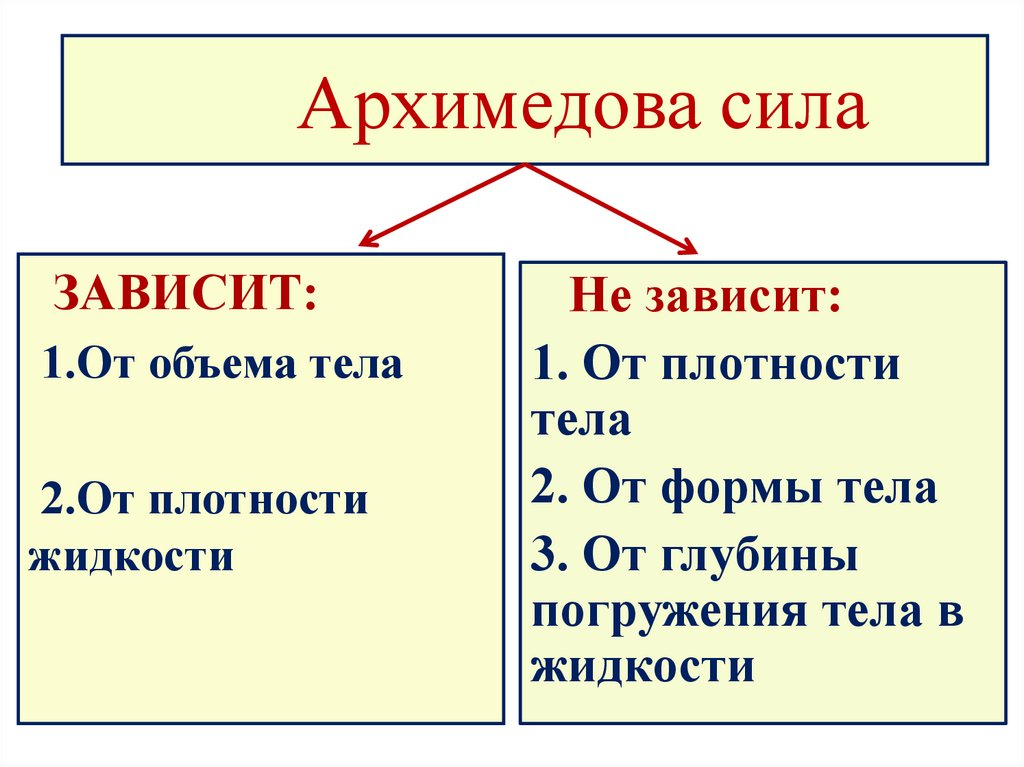 Архимедова сила
ЗАВИСИТ:
1.От объема тела
2.От плотности
жидкости
Не зависит:
1. От плотности
тела
2. От формы тела
3. От глубины
погружения тела в
жидкости